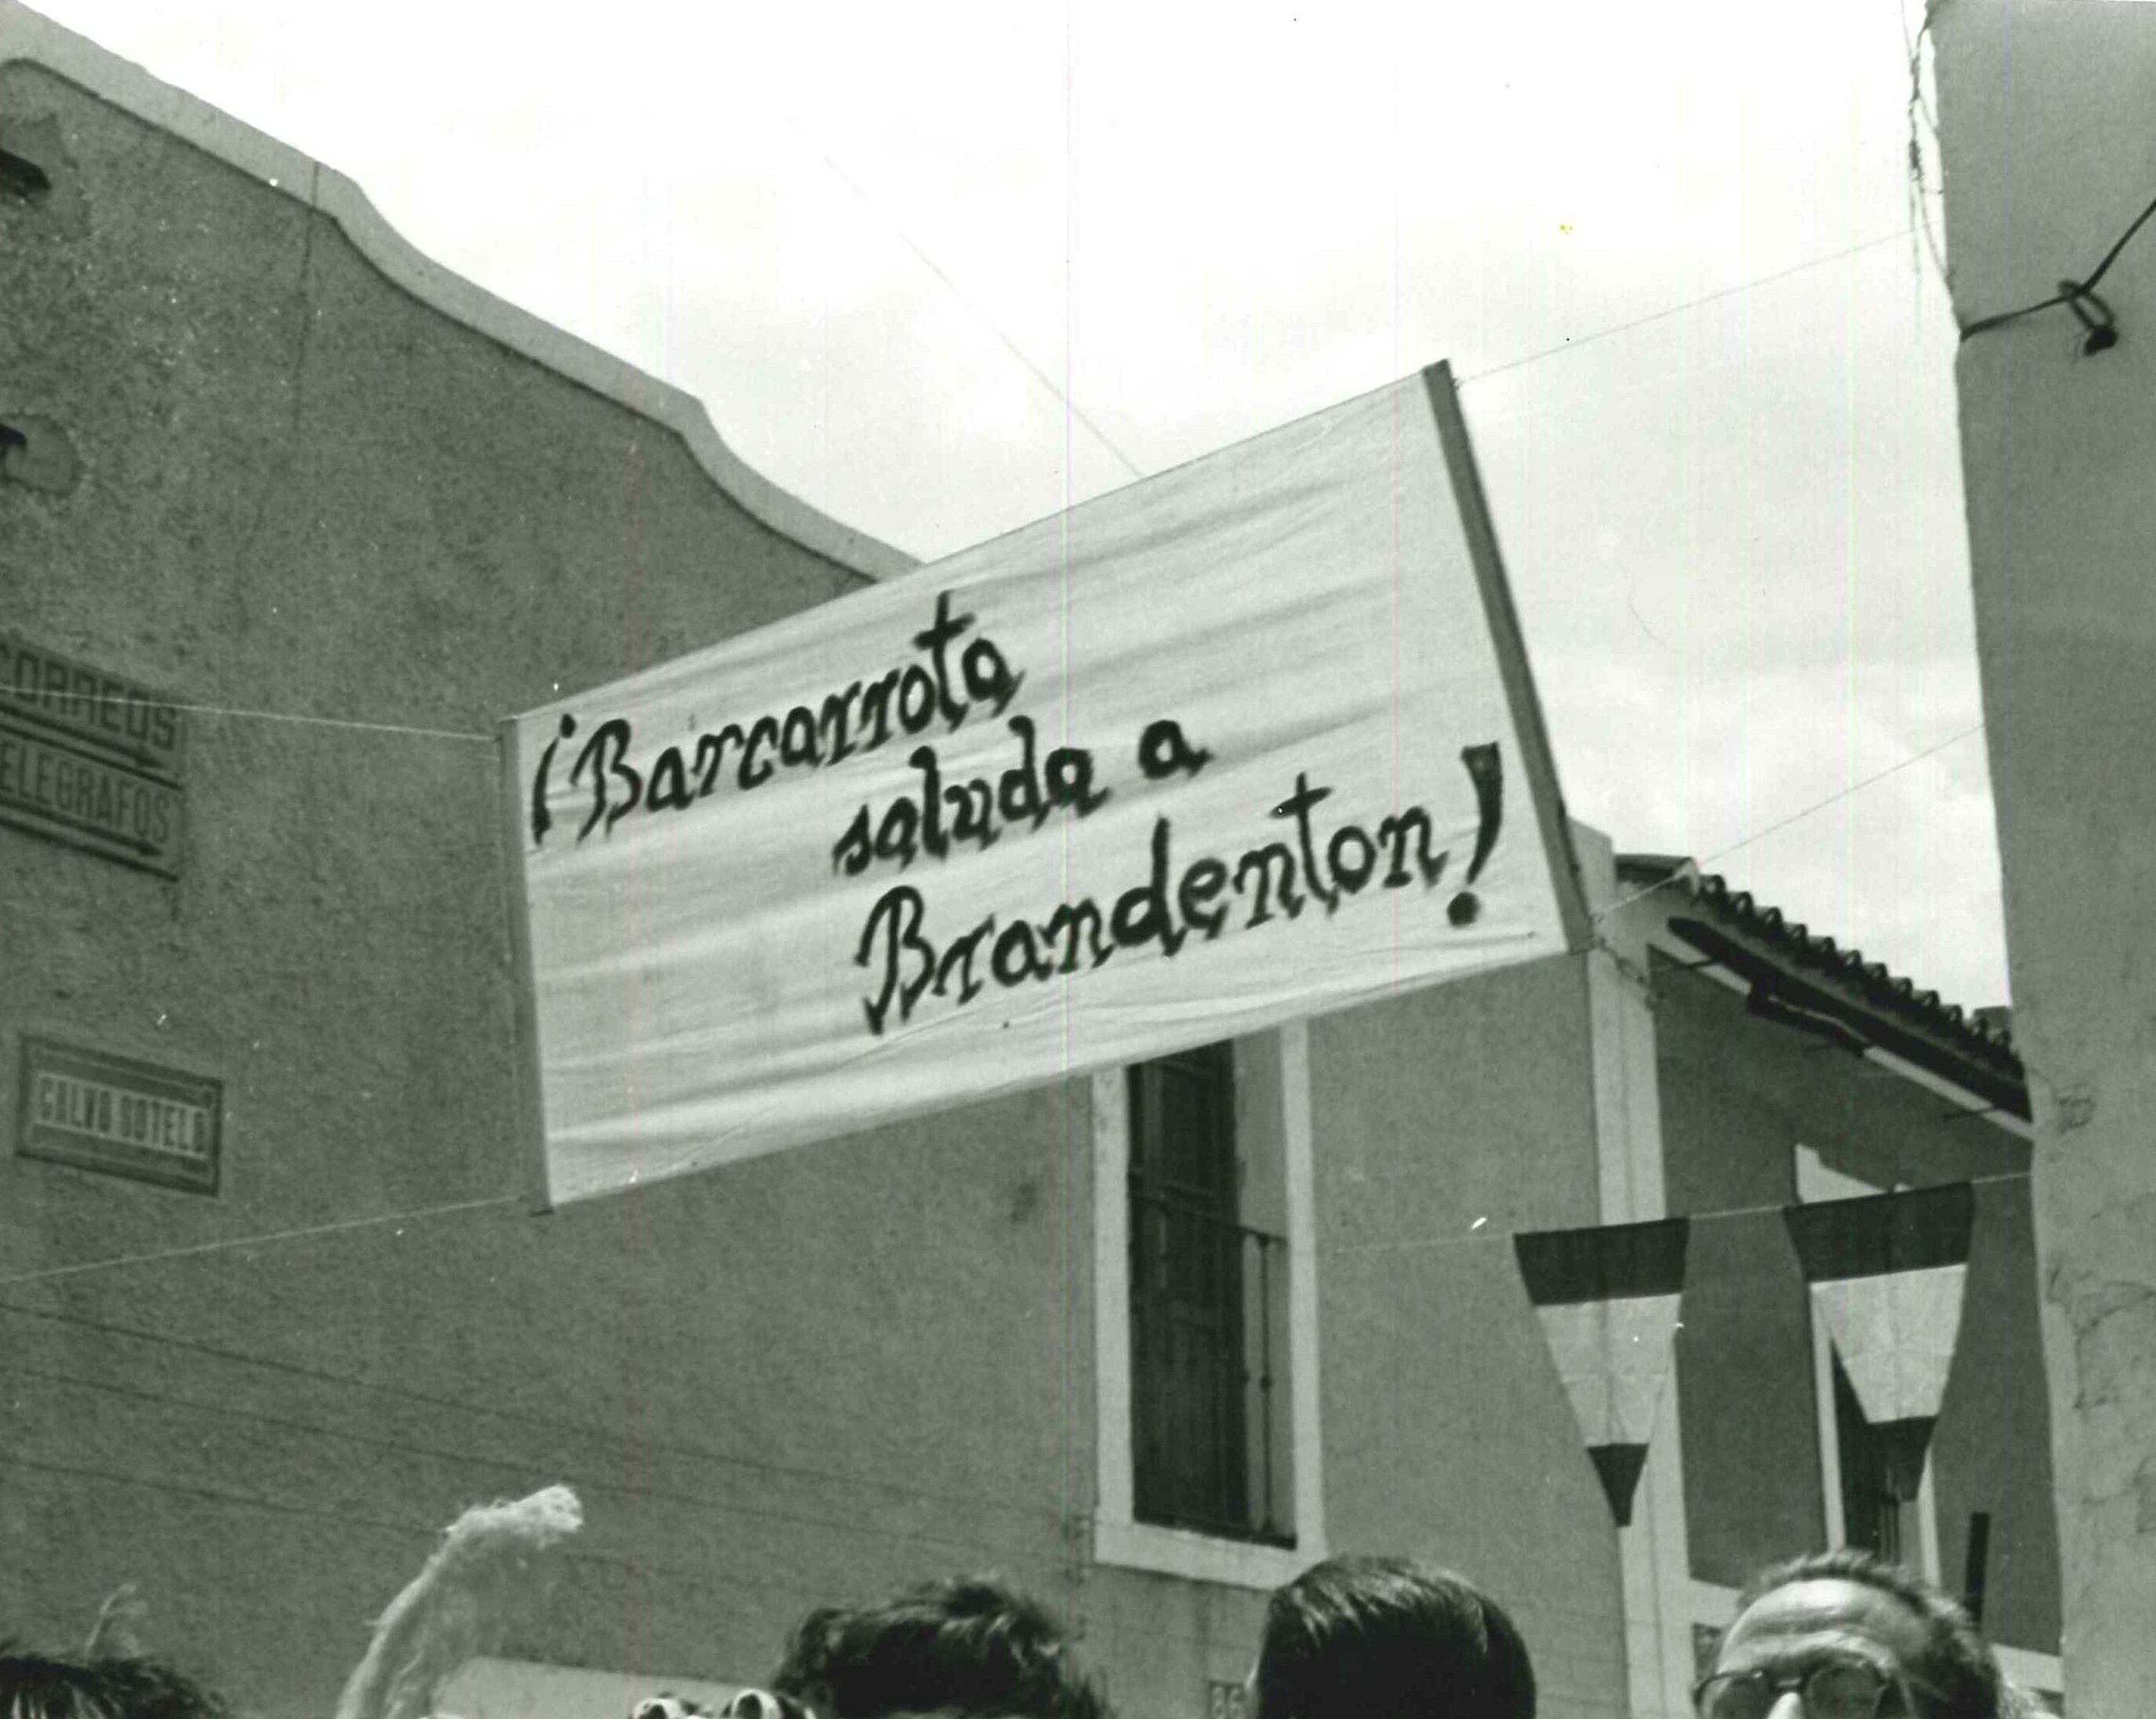 ¡Barcarrota
saluda a
Brandenton!
CORREOS
TELEGRAFOS
CALVO SOTELO